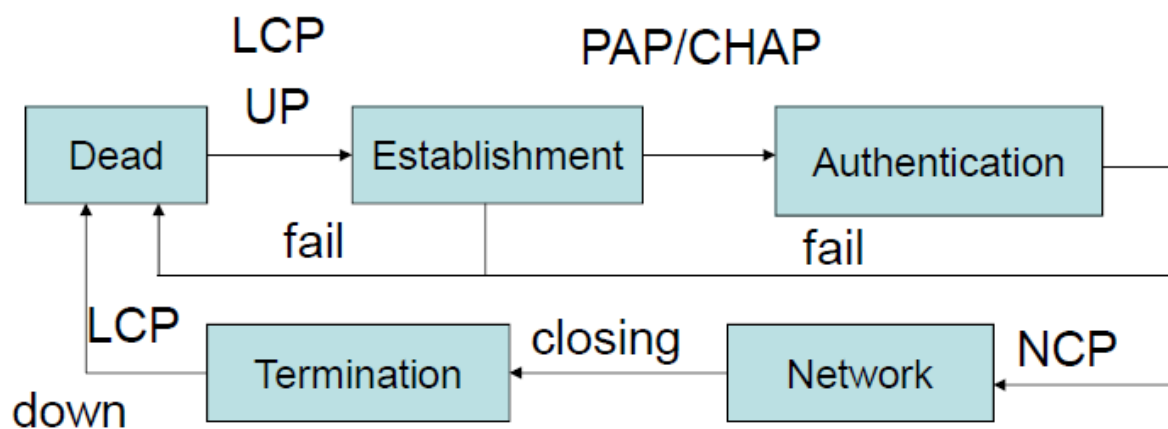 LCP
UP
PAP/CHAP
Dead
Establishment
Authentication
fail
fail
LCP
down
Termination
closing
Network
NCP